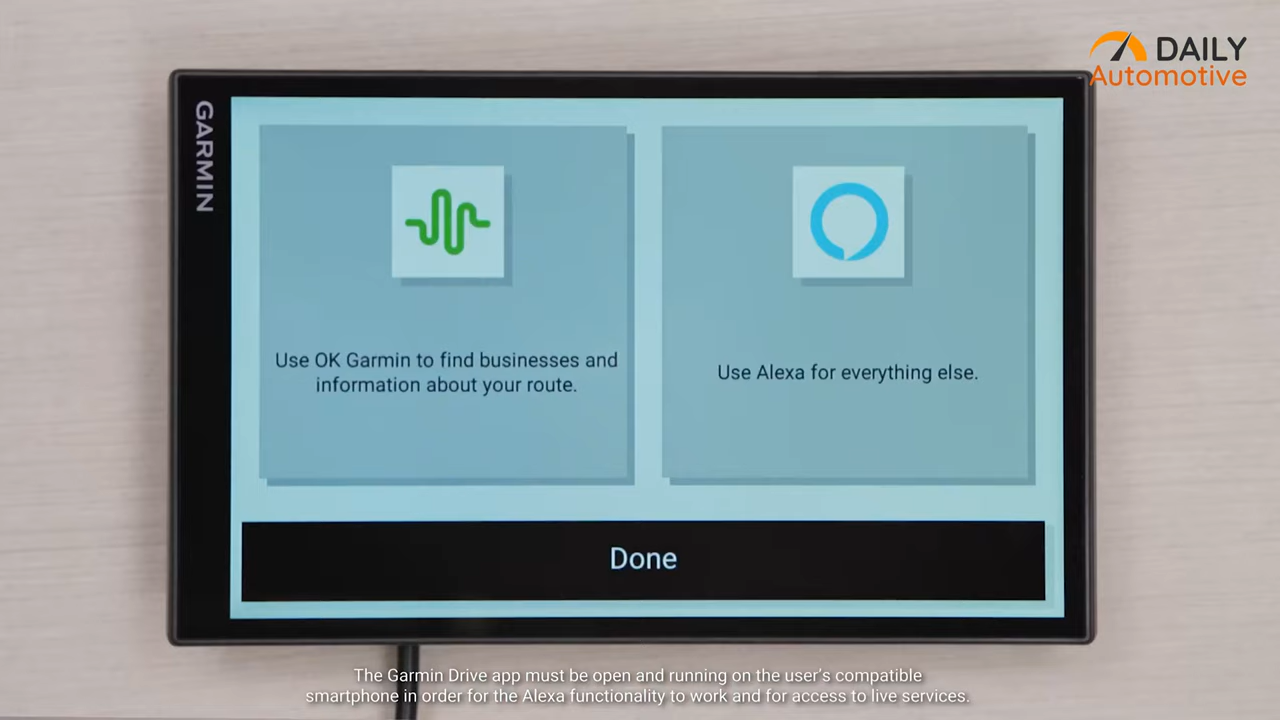 DAILY
Automotive
GARMIN
Use OK Garmin to find businesses and
information about your route.
Use Alexa for everything else.
Done
The Garmin Drive app must be open and running on the user's compatible
smartphone in order for the Alexa functionality to work and for access to live services.